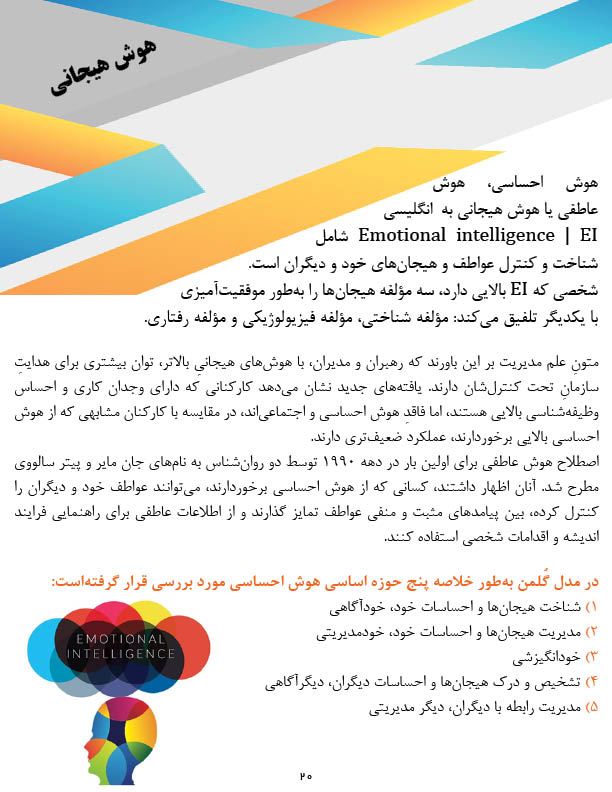 هوش هیجانی
هوش احساسی، هوش
عاطفی یا هوش هیجانی به انگلیسی
Emotional intelligence | EI شامل
شناخت و کنترل عواطف و هیجان‌های خود و دیگران است.
شخصی که EI بالایی دارد، سه مؤلفه هیجان‌ها را به‌طور موفقیت‌آمیزی
با یکدیگر تلفیق می‌کند: مؤلفه شناختی، مؤلفه فیزیولوژیکی و مؤلفه رفتاری.
متونِ علم مدیریت بر این باورند که رهبران و مدیران، با هوش‌های هیجانیِ بالاتر، توان بیشتری برای هدایتِ
سازمانِ تحت کنترل‌شان دارند. یافته‌های جدید نشان می‌دهد کارکنانی که دارای وجدان کاری و احساس
وظیفه‌شناسی بالایی هستند، اما فاقدِ هوش احساسی و اجتماعی‌اند، در مقایسه با کارکنان مشابهی که از هوش
احساسی بالایی برخوردارند، عملکرد ضعیف‌تری دارند.
اصطلاح هوش عاطفی برای اولین بار در دهه ۱۹۹۰ توسط دو روان‌شناس به نام‌های جان مایر و پیتر سالووی
مطرح شد. آنان اظهار داشتند، کسانی که از هوش احساسی برخوردارند، می‌توانند عواطف خود و دیگران را
کنترل کرده، بین پیامدهای مثبت و منفی عواطف تمایز گذارند و از اطلاعات عاطفی برای راهنمایی فرایند
اندیشه و اقدامات شخصی استفاده کنند.
در مدل گُلمن به‌طور خلاصه پنج حوزه اساسی هوش احساسی مورد بررسی قرار گرفته‌است:
۱) شناخت هیجان‌ها و احساسات خود، خودآگاهی
۲) مدیریت هیجان‌ها و احساسات خود، خودمدیریتی
۳) خودانگیزشی
۴) تشخیص و درک هیجان‌ها و احساسات دیگران، دیگرآگاهی
۵) مدیریت رابطه با دیگران، دیگر مدیریتی
EMOTIONAL
INTELLIGENCE
۲۰